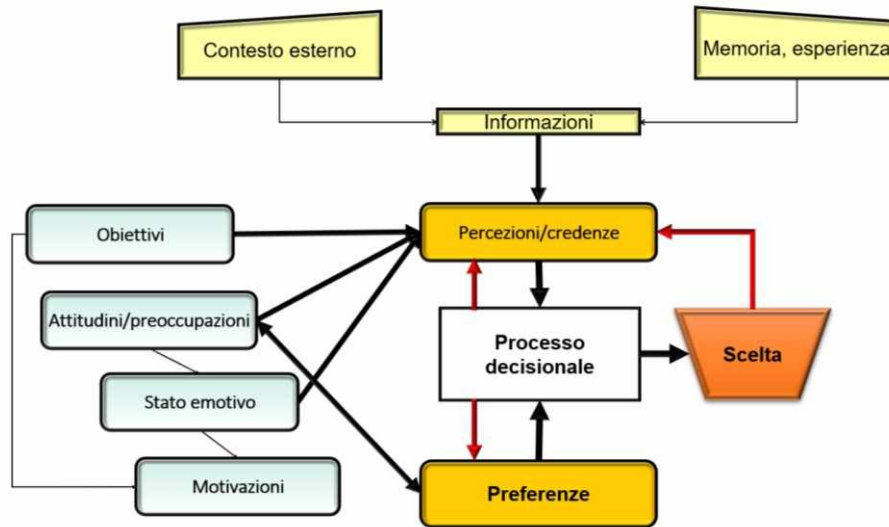 Contesto esterno
Memoria, esperienza
Informazioni
Obiettivi
Percezioni/credenze
Attitudini/preoccupazioni
Processo
decisionale
Scelta
Stato emotivo
Motivazioni
Preferenze